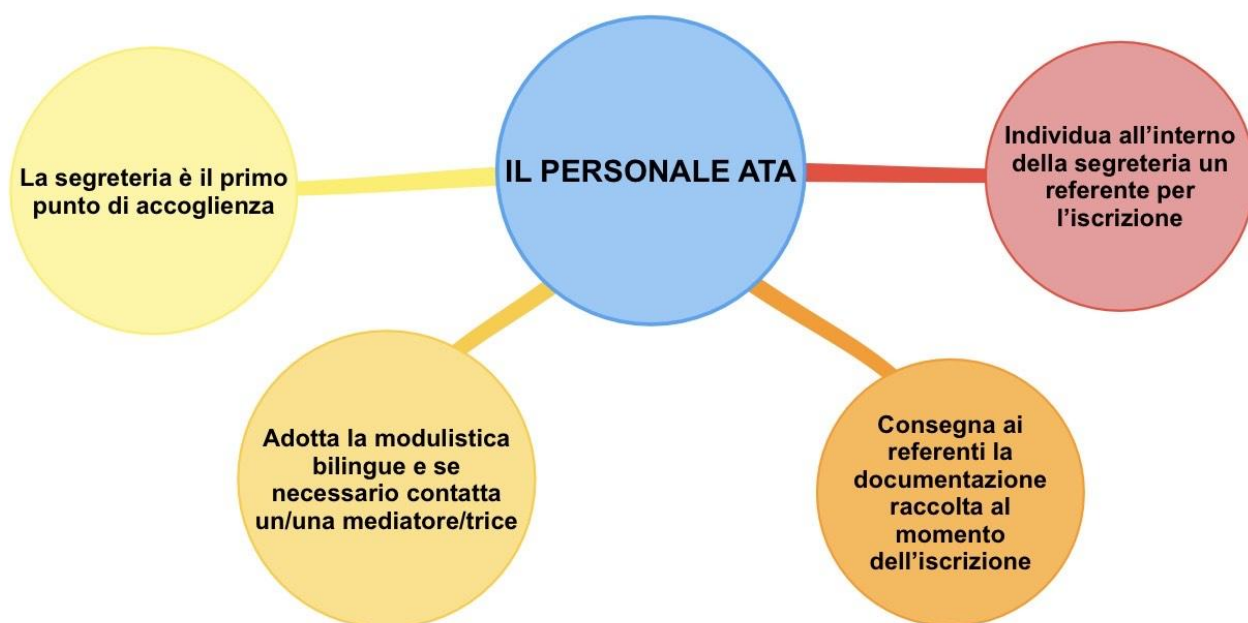 IL PERSONALE ATA
La segreteria è il primo
punto di accoglienza
Adotta la modulistica
bilingue e se
necessario contatta
un/una mediatore/trice
Consegna ai
referenti la
documentazione
raccolta al
momento
dell’iscrizione
Individua all’interno
della segreteria un
referente per
l’iscrizione